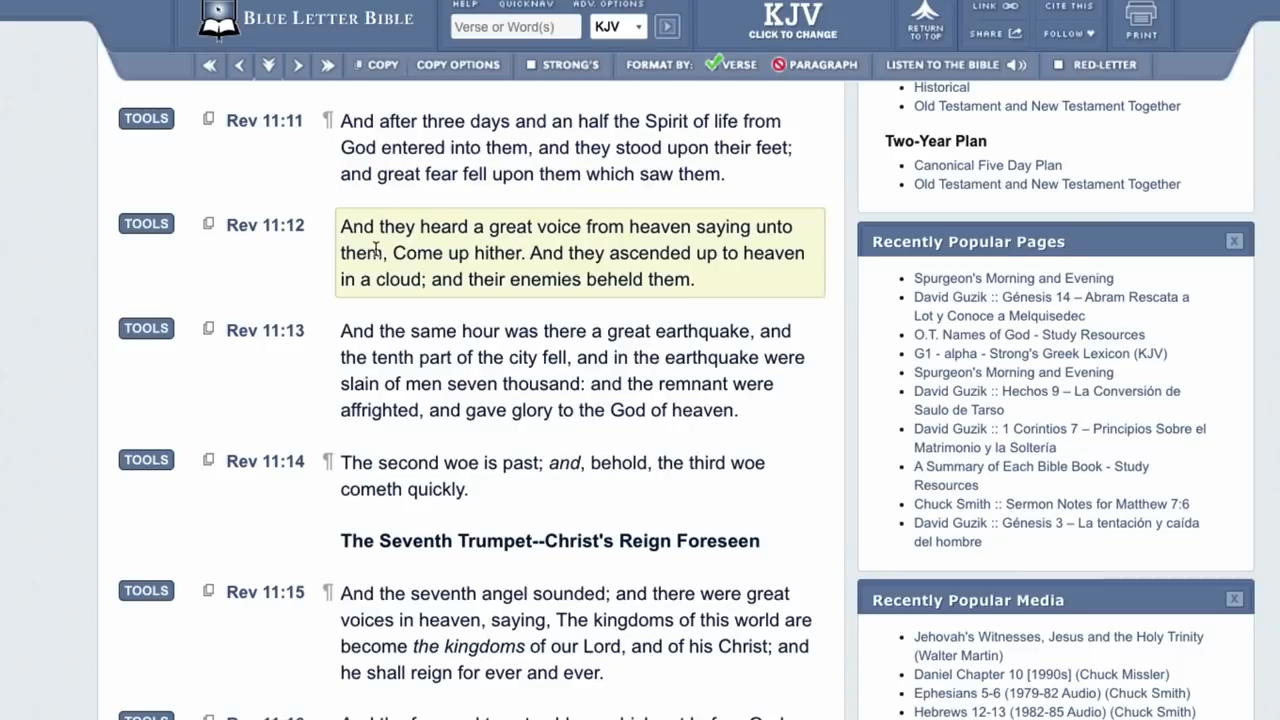 BLUE LETTER BIBLE
HELP QUICKNAV ADV. OPTIONS
Verse or Word(s) KJV
KJV
CLICK TO CHANGE
RETURN
TO TOP
LINK CITE THIS
SHARE FOLLOW
PRINT
COPY COPY OPTIONS STRONG'S FORMAT BY: VERSE PARAGRAPH LISTEN TO THE BIBLE RED-LETTER
TOOLS Rev 11:11 ¶ And after three days and an half the Spirit of life from
God entered into them, and they stood upon their feet;
and great fear fell upon them which saw them.
TOOLS Rev 11:12 And they heard a great voice from heaven saying unto
them, Come up hither. And they ascended up to heaven
in a cloud; and their enemies beheld them.
TOOLS Rev 11:13 And the same hour was there a great earthquake, and
the tenth part of the city fell, and in the earthquake were
slain of men seven thousand: and the remnant were
affrighted, and gave glory to the God of heaven.
TOOLS Rev 11:14 ¶ The second woe is past; and, behold, the third woe
cometh quickly.
The Seventh Trumpet--Christ's Reign Foreseen
TOOLS Rev 11:15 ¶ And the seventh angel sounded; and there were great
voices in heaven, saying, The kingdoms of this world are
become the kingdoms of our Lord, and of his Christ; and
he shall reign for ever and ever.
Historical
Old Testament and New Testament Together
Two-Year Plan
Canonical Five Day Plan
Old Testament and New Testament Together
Recently Popular Pages X
Spurgeon's Morning and Evening
David Guzik :: Génesis 14 – Abram Rescata a
Lot y Conoce a Melquisedec
O.T. Names of God - Study Resources
G1 - alpha - Strong's Greek Lexicon (KJV)
Spurgeon's Morning and Evening
David Guzik :: Hechos 9 – La Conversión de
Saulo de Tarso
David Guzik :: 1 Corintios 7 – Principios Sobre el
Matrimonio y la Soltería
A Summary of Each Bible Book - Study
Resources
Chuck Smith :: Sermon Notes for Matthew 7:6
David Guzik :: Génesis 3 – La tentación y caída
del hombre
Recently Popular Media X
Jehovah's Witnesses, Jesus and the Holy Trinity
(Walter Martin)
Daniel Chapter 10 [1990s] (Chuck Missler)
Ephesians 5-6 (1979-82 Audio) (Chuck Smith)
Hebrews 12-13 (1982-85 Audio) (Chuck Smith)